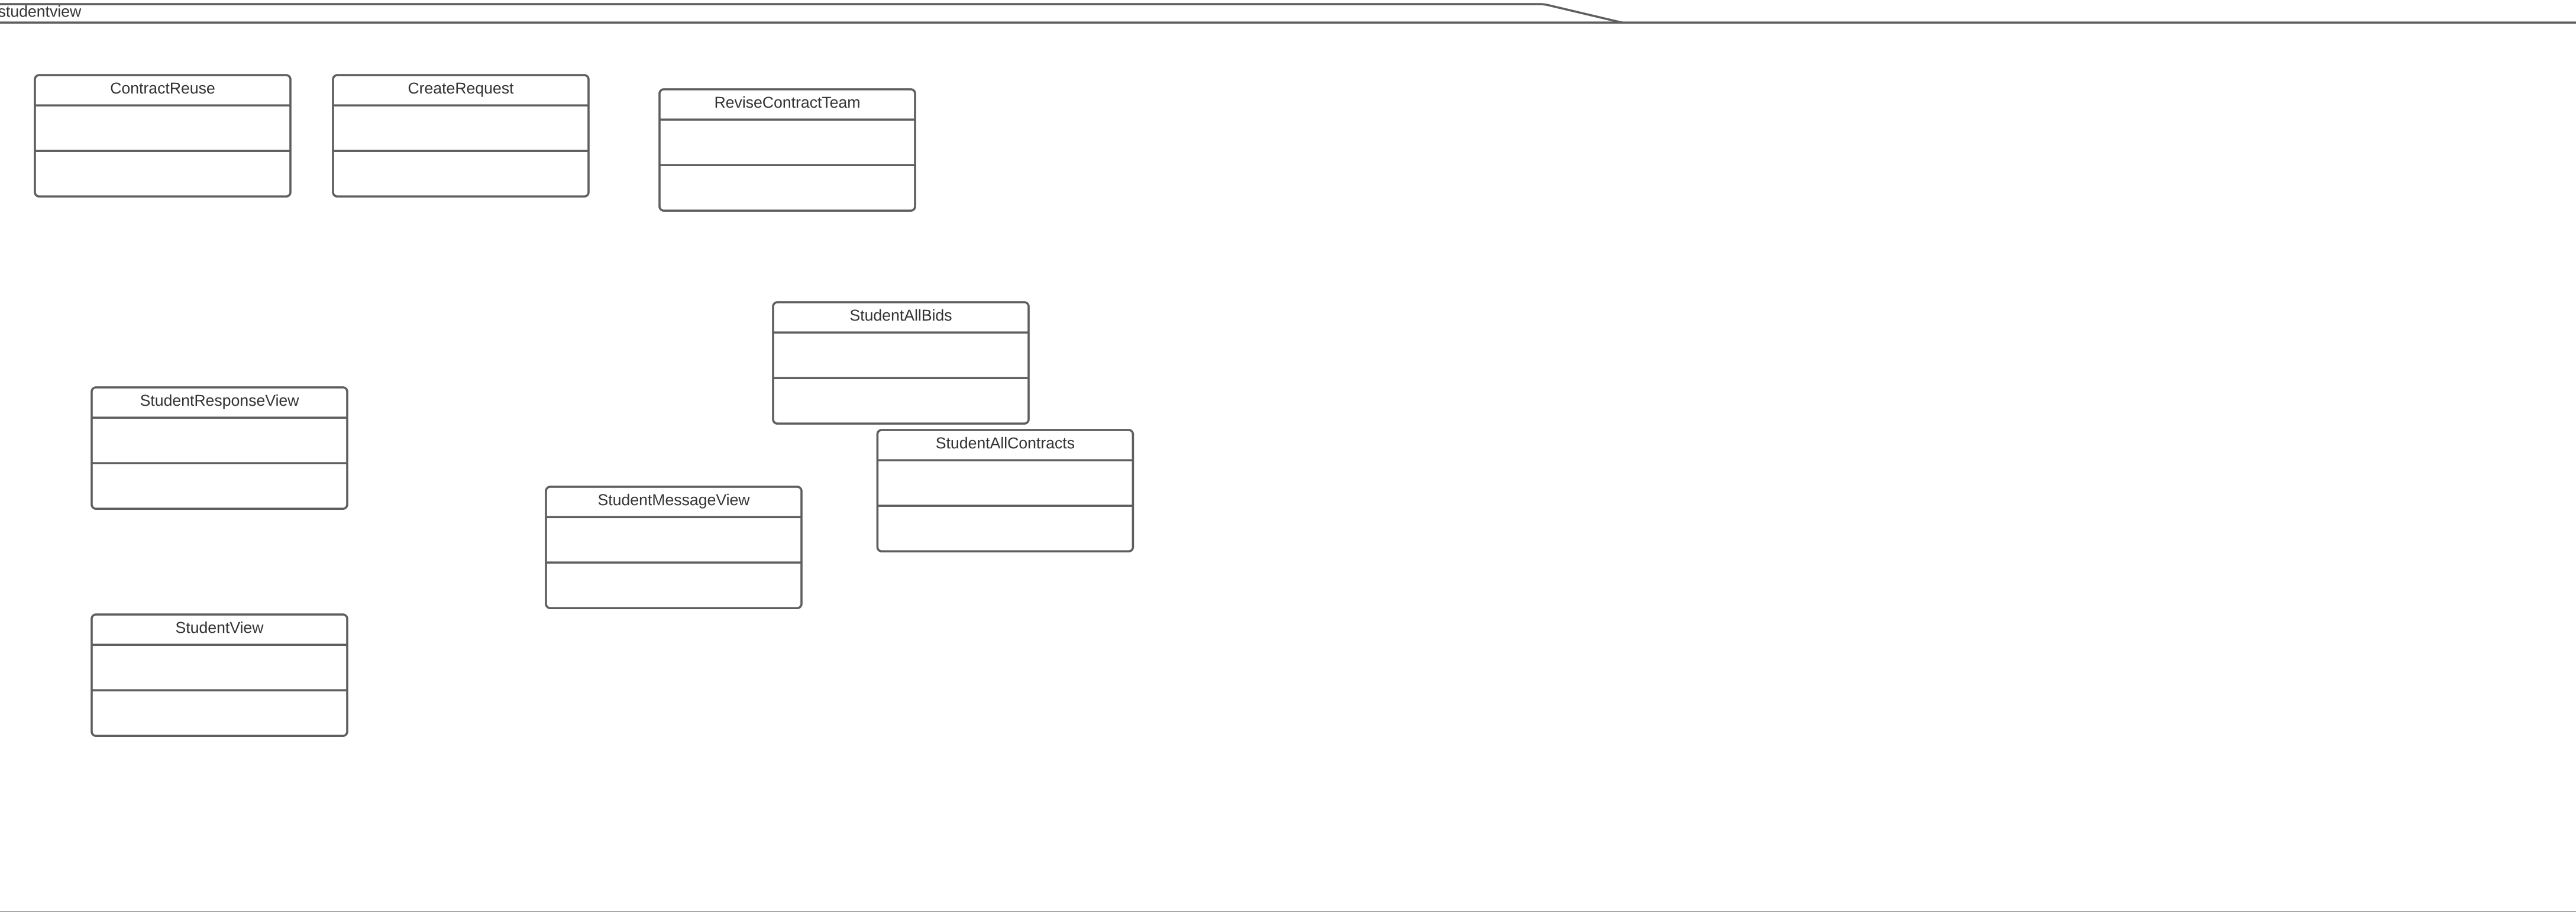 studentview
ContractReuse
CreateRequest
ReviseContractTeam
StudentAllBids
StudentResponseView
StudentAllContracts
StudentMessageView
StudentView